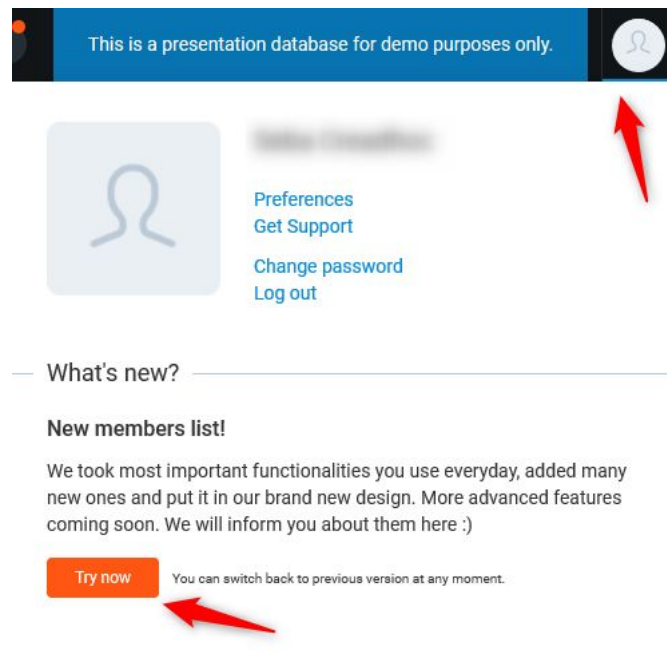 This is a presentation database for demo purposes only.
Preferences
Get Support
Change password
Log out
What's new?
New members list!
We took most important functionalities you use everyday, added many
new ones and put it in our brand new design. More advanced features
coming soon. We will inform you about them here :)
Try now
You can switch back to previous version at any moment.